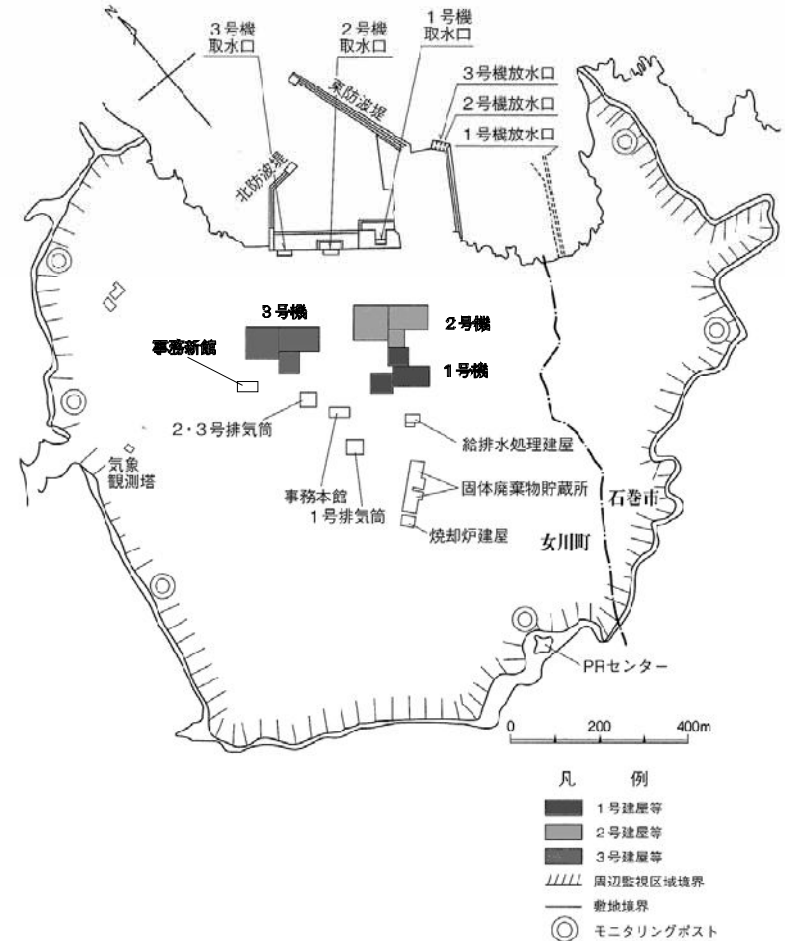 N
3号機
取水口
2号機
取水口
1号機
取水口
3号機放水口
2号機放水口
1号機放水口
東防波堤
北防波堤
3号機
2号機
1号機
事務新館
2・3号排気筒
給排水処理建屋
気象
観測塔
事務本館
1号排気筒
固体廃棄物貯蔵所
焼却炉建屋
石巻市
女川町
PRセンター
0 200 400m
凡例
1号建屋等
2号建屋等
3号建屋等
周辺監視区域境界
敷地境界
モニタリングポスト